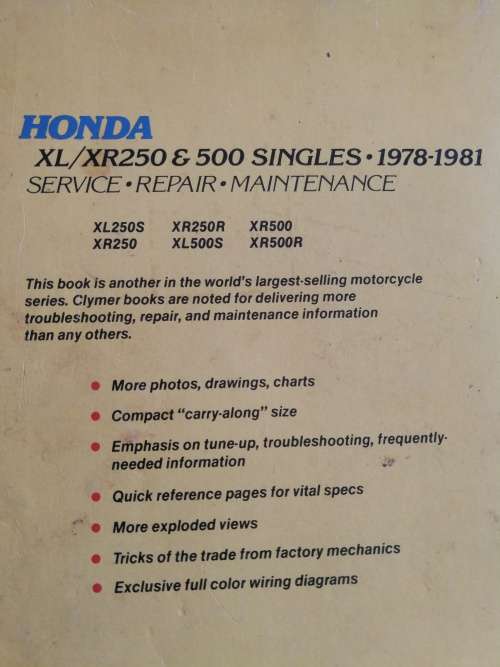 HONDA
XL/XR250 & 500 SINGLES • 1978-1981
SERVICE • REPAIR • MAINTENANCE
XL250S XR250R XR500
XR250 XL500S XR500R
This book is another in the world's largest-selling motorcycle
series. Clymer books are noted for delivering more
troubleshooting, repair, and maintenance information
than any others.
• More photos, drawings, charts
• Compact "carry-along" size
• Emphasis on tune-up, troubleshooting, frequently-
needed information
• Quick reference pages for vital specs
• More exploded views
• Tricks of the trade from factory mechanics
• Exclusive full color wiring diagrams